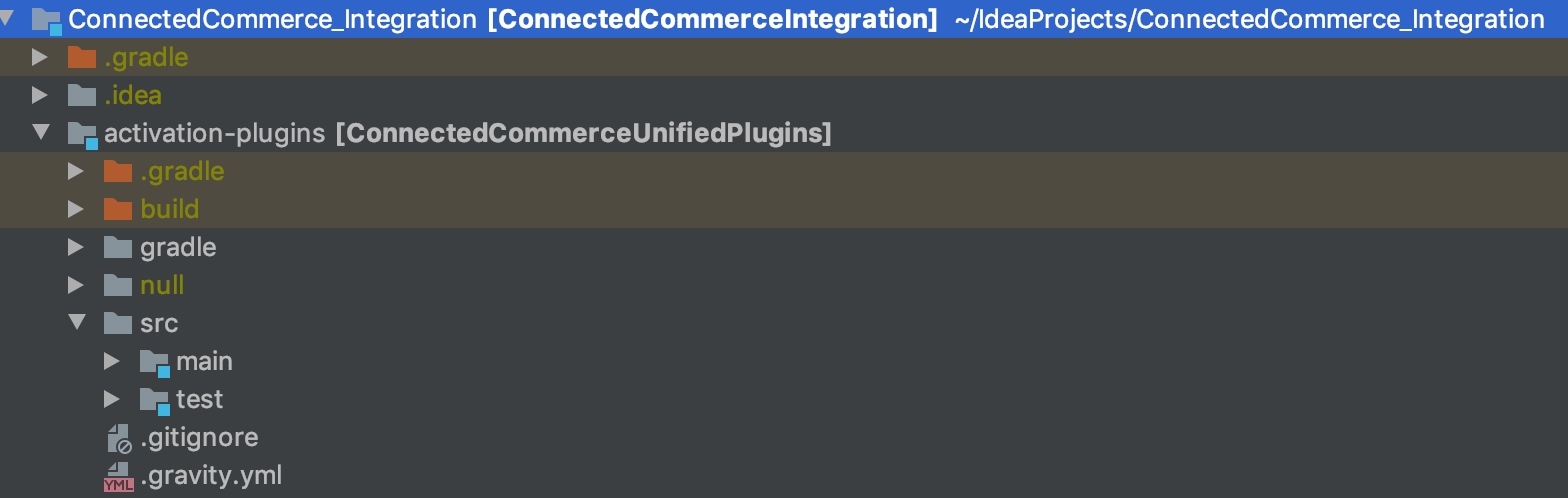 ConnectedCommerce_Integration [ConnectedCommerceIntegration] ~/IdeaProjects/ConnectedCommerce_Integration
.gradle
.idea
activation-plugins [ConnectedCommerceUnifiedPlugins]
.gradle
build
gradle
null
src
main
test
.gitignore
.gravity.yml
YML